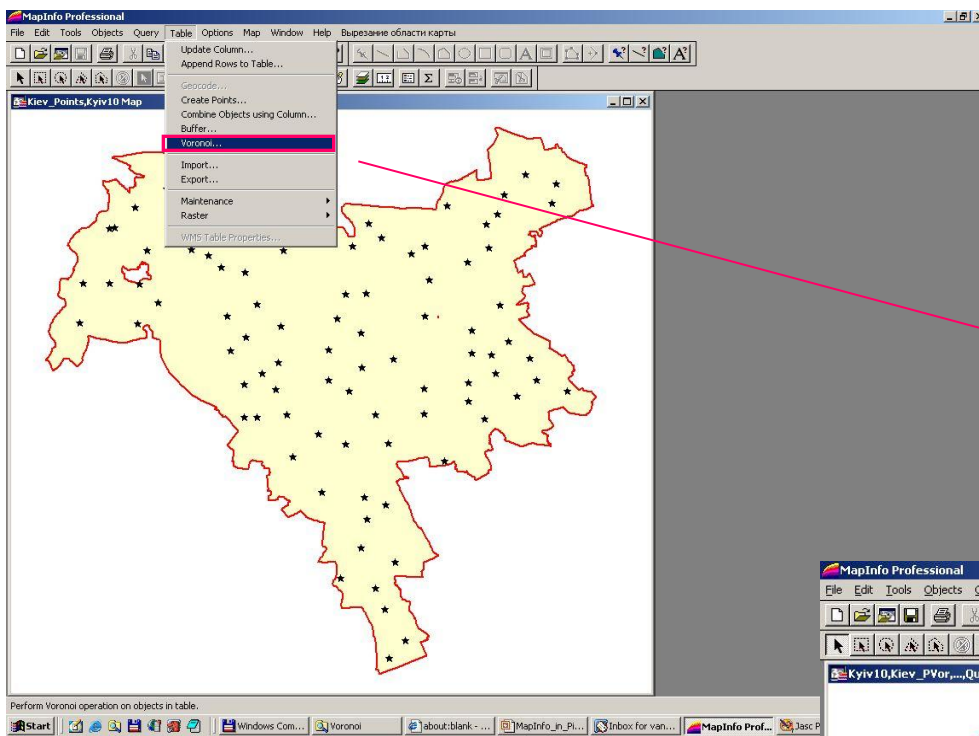 MapInfo Professional
File Edit Tools Objects Query Table Options Map Window Help Вырезание области карты
Update Column...
Append Rows to Table...
Geocode...
Create Points...
Combine Objects using Column...
Buffer...
Voronoi...
Import...
Export...
Maintenance
Raster
WMS Table Properties...
Kiev_Points,Kyiv10 Map
MapInfo Professional
File Edit Tools Objects
Kyiv10,Kiev_PVor,...,Qu
Perform Voronoi operation on objects in table.
Start Windows Com... Voronoi about:blank - ... MapInfo_in_Pi... Inbox for van... MapInfo Prof... Jasc P